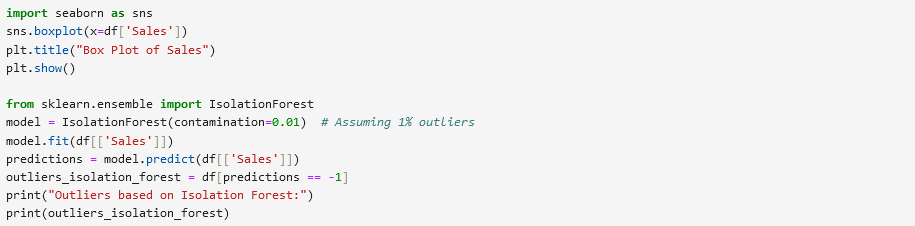 import seaborn as sns
sns.boxplot(x=df['Sales'])
plt.title("Box Plot of Sales")
plt.show()
from sklearn.ensemble import IsolationForest
model = IsolationForest(contamination=0.01)  # Assuming 1% outliers
model.fit(df[['Sales']])
predictions = model.predict(df[['Sales']])
outliers_isolation_forest = df[predictions == -1]
print("Outliers based on Isolation Forest:")
print(outliers_isolation_forest)